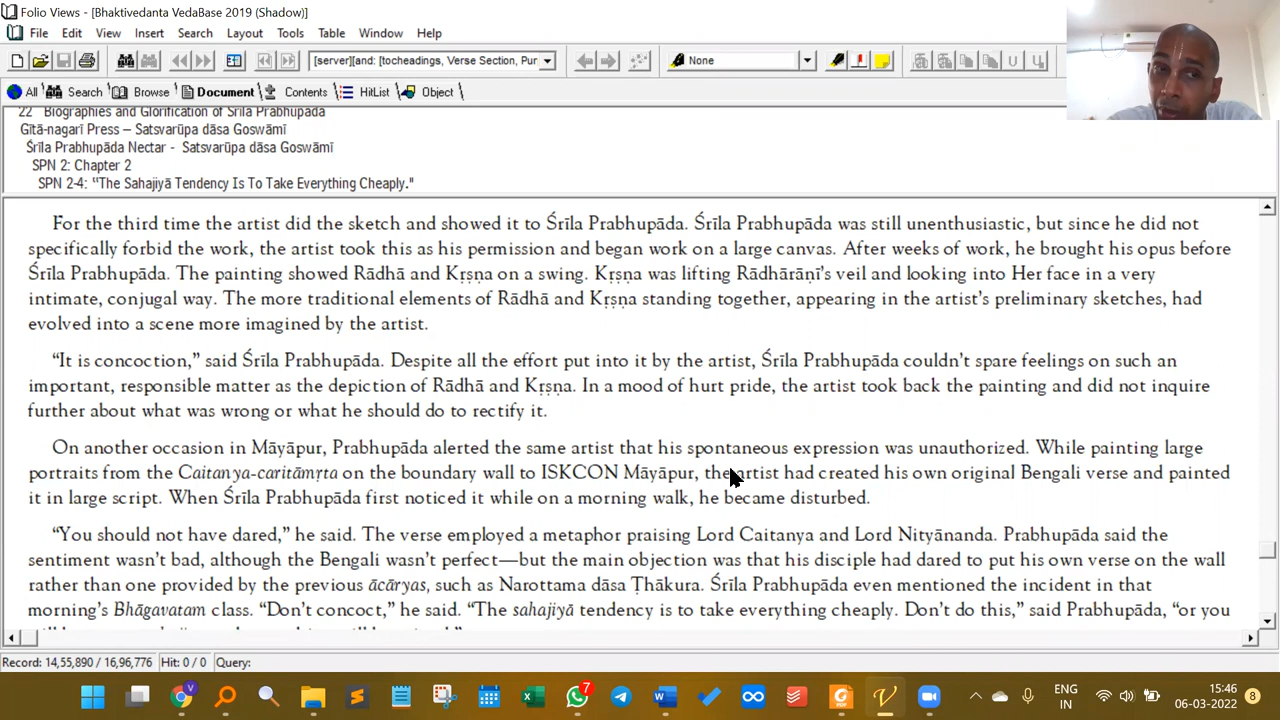 Folio Views - [Bhaktivedanta VedaBase 2019 (Shadow)]
File Edit View Insert Search Layout Tools Table Window Help
[server][and: [tocheadings, Verse Section, Pur
None
All Search Browse Document Contents HitList Object
22 Biographies and Glorification of Śrīla Prabhupāda
Gītā-nagarī Press – Satsvarūpa dāsa Goswāmī
Śrīla Prabhupāda Nectar - Satsvarūpa dāsa Goswāmī
SPN 2: Chapter 2
SPN 2-4: "The Sahajiyā Tendency Is To Take Everything Cheaply."
For the third time the artist did the sketch and showed it to Śrīla Prabhupāda. Śrīla Prabhupāda was still unenthusiastic, but since he did not
specifically forbid the work, the artist took this as his permission and began work on a large canvas. After weeks of work, he brought his opus before
Śrīla Prabhupāda. The painting showed Rādhā and Kṛṣṇa on a swing. Kṛṣṇa was lifting Rādhārāṇī's veil and looking into Her face in a very
intimate, conjugal way. The more traditional elements of Rādhā and Kṛṣṇa standing together, appearing in the artist's preliminary sketches, had
evolved into a scene more imagined by the artist.
“It is concoction,” said Śrīla Prabhupāda. Despite all the effort put into it by the artist, Śrīla Prabhupāda couldn't spare feelings on such an
important, responsible matter as the depiction of Rādhā and Kṛṣṇa. In a mood of hurt pride, the artist took back the painting and did not inquire
further about what was wrong or what he should do to rectify it.
On another occasion in Māyāpur, Prabhupāda alerted the same artist that his spontaneous expression was unauthorized. While painting large
portraits from the Caitanya-caritāmṛta on the boundary wall to ISKCON Māyāpur, the artist had created his own original Bengali verse and painted
it in large script. When Śrīla Prabhupāda first noticed it while on a morning walk, he became disturbed.
“You should not have dared,” he said. The verse employed a metaphor praising Lord Caitanya and Lord Nityānanda. Prabhupāda said the
sentiment wasn't bad, although the Bengali wasn't perfect—but the main objection was that his disciple had dared to put his own verse on the wall
rather than one provided by the previous ācāryas, such as Narottama dāsa Ṭhākura. Śrīla Prabhupāda even mentioned the incident in that
morning's Bhāgavatam class. “Don't concoct,” he said. “The sahajiyā tendency is to take everything cheaply. Don't do this,” said Prabhupāda, “or you
Record: 14,55,890 / 16,96,776 Hit: 0 / 0 Query:
7
ENG
IN
15:46
06-03-2022
8